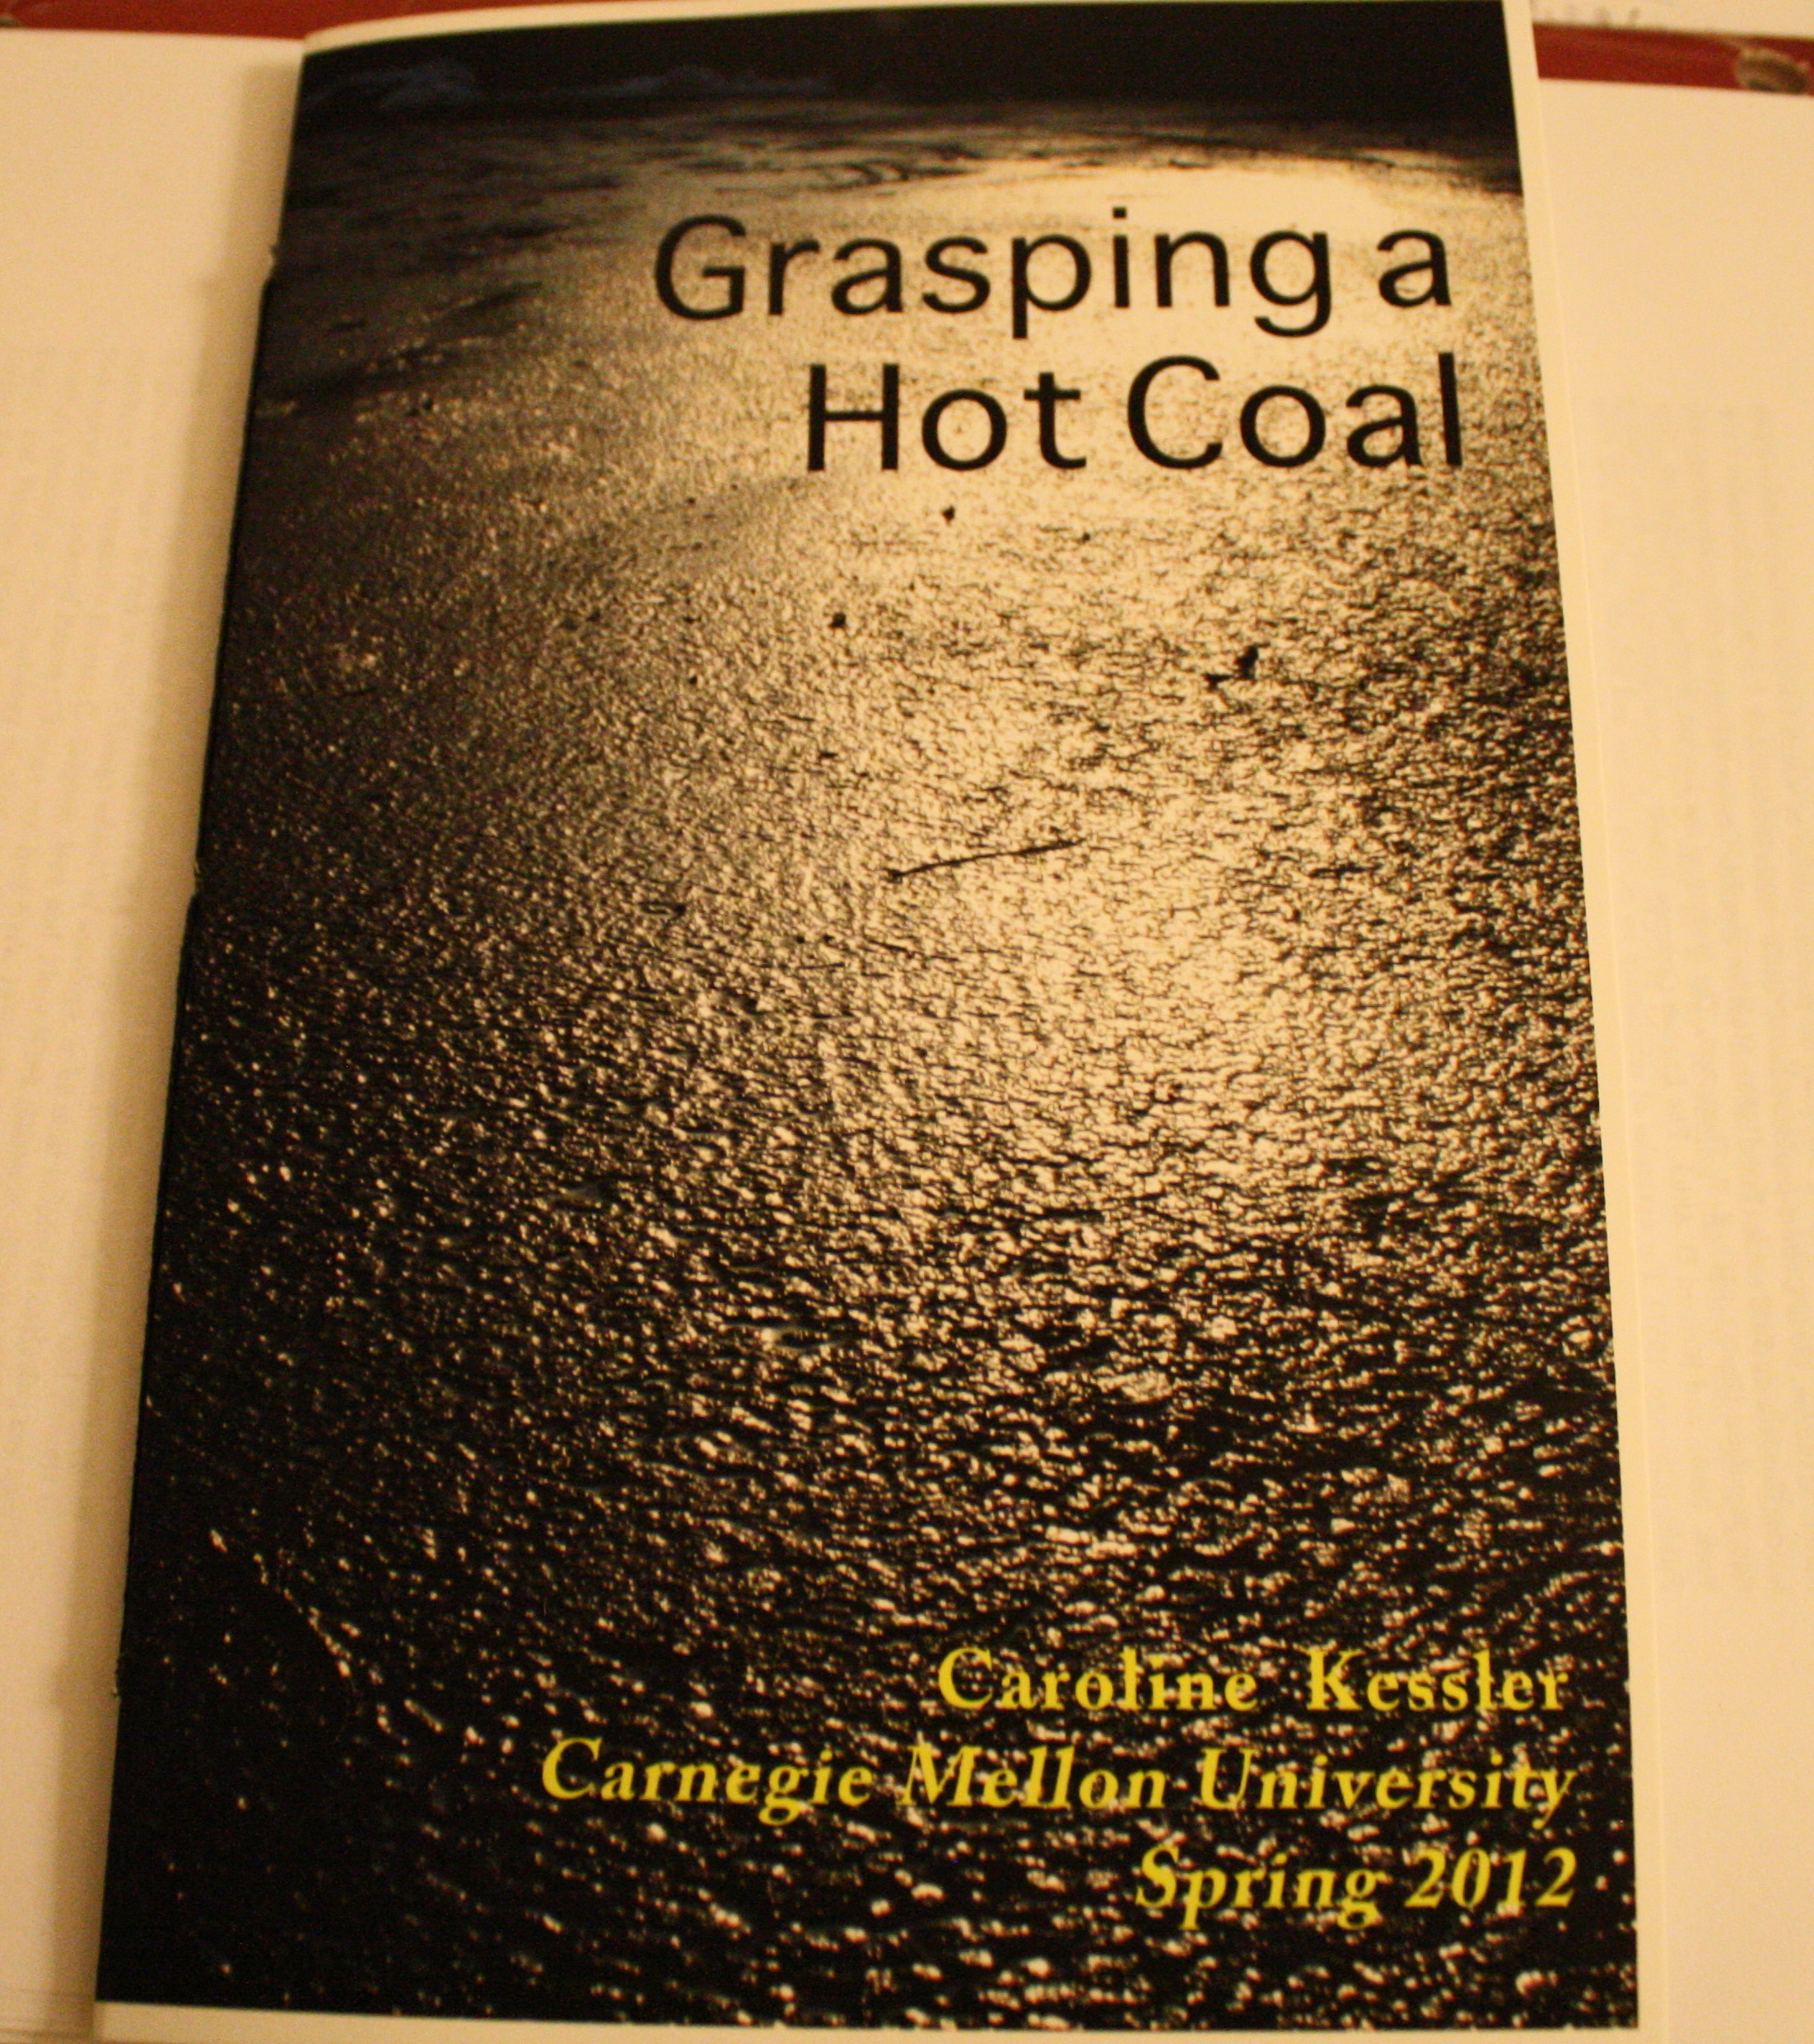 Grasping a
Hot Coal
Caroline Kessler
Carnegie Mellon University
Spring 2012